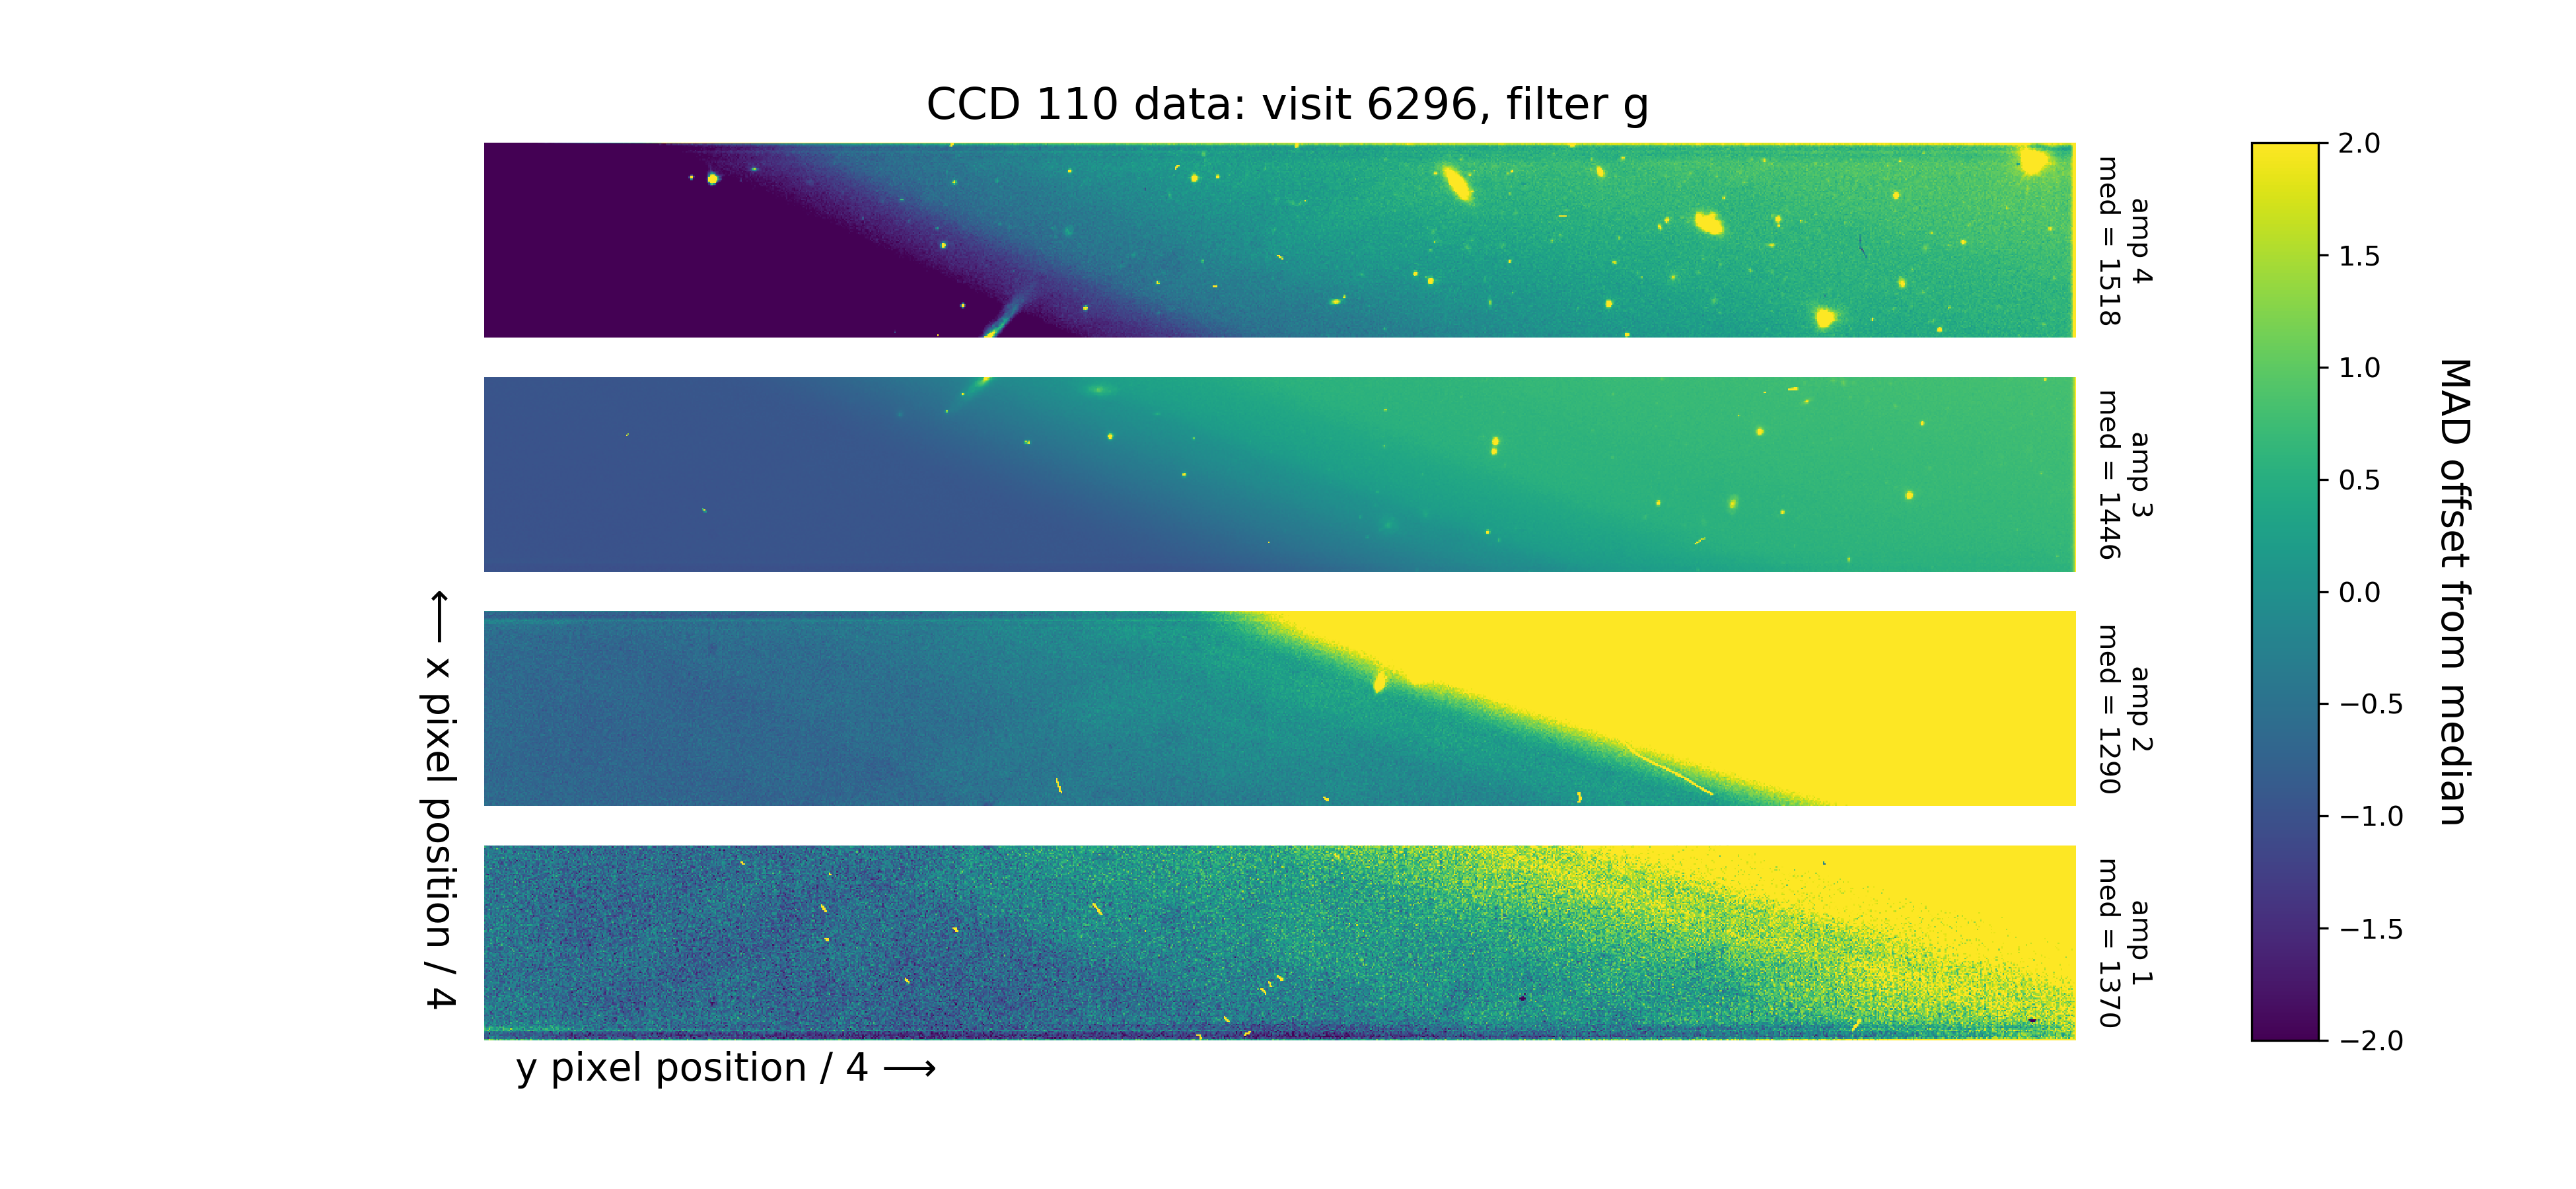 CCD 110 data: visit 6296, filter g
amp 4
med = 1518
amp 3
med = 1446
amp 2
med = 1290
amp 1
med = 1370
⟵ x pixel position / 4
y pixel position / 4 ⟶
2.0
1.5
1.0
0.5
0.0
−0.5
−1.0
−1.5
−2.0
MAD offset from median